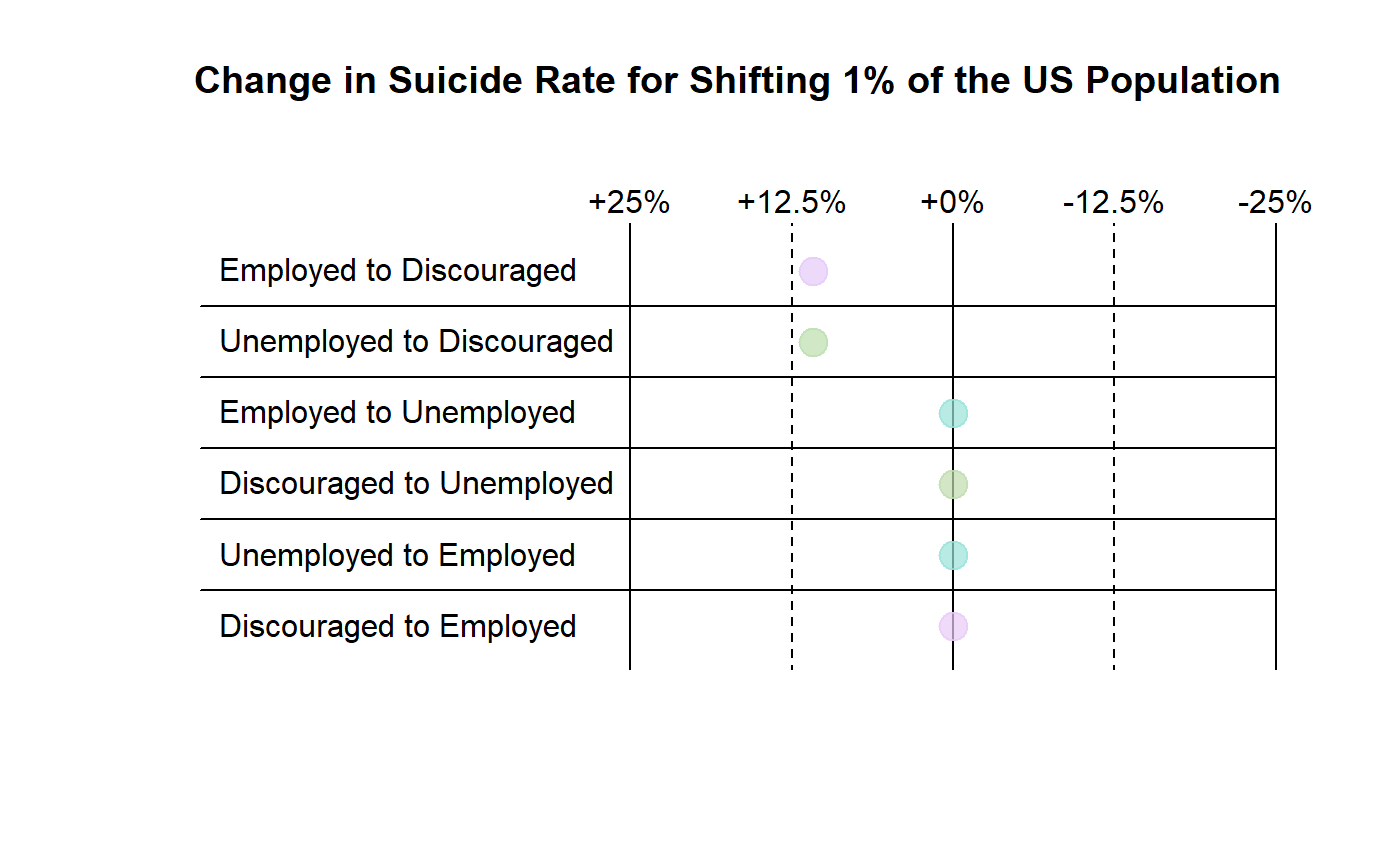 Change in Suicide Rate for Shifting 1% of the US Population
+25% +12.5% +0% -12.5% -25%
Employed to Discouraged
Unemployed to Discouraged
Employed to Unemployed
Discouraged to Unemployed
Unemployed to Employed
Discouraged to Employed